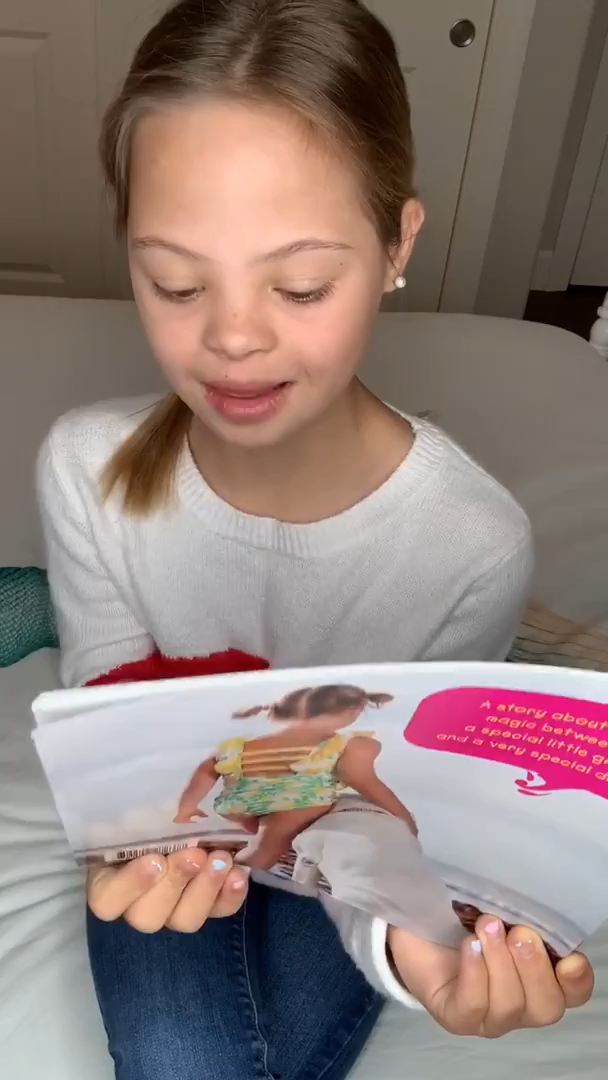 A story about
magic betwee
a special little g
and a very special d